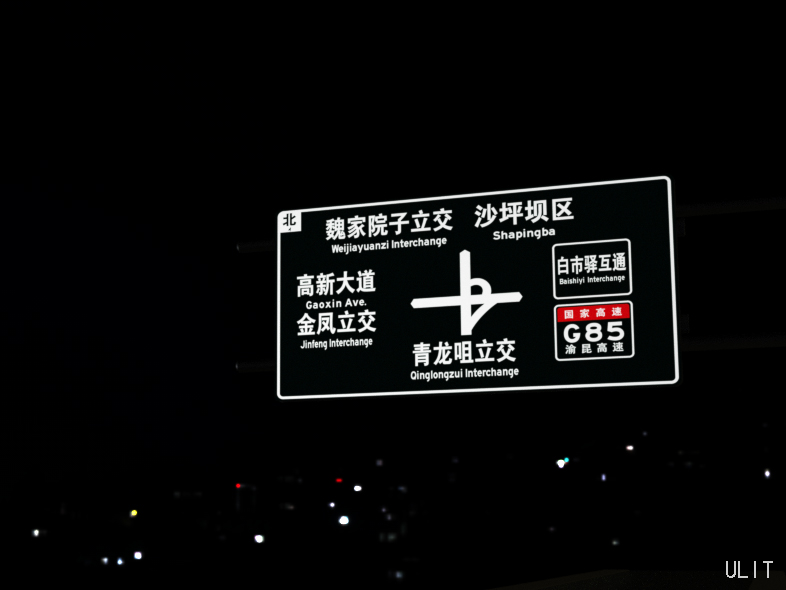 北
魏家院子立交 沙坪坝区
Weijiayuanzi Interchange Shapingba
高新大道
Gaoxin Ave.
金凤立交
Jinfeng Interchange
青龙咀立交
Qinglongzui Interchange
白市驿互通
Baishiyi Interchange
国家高速
G85
渝昆高速
ULIT